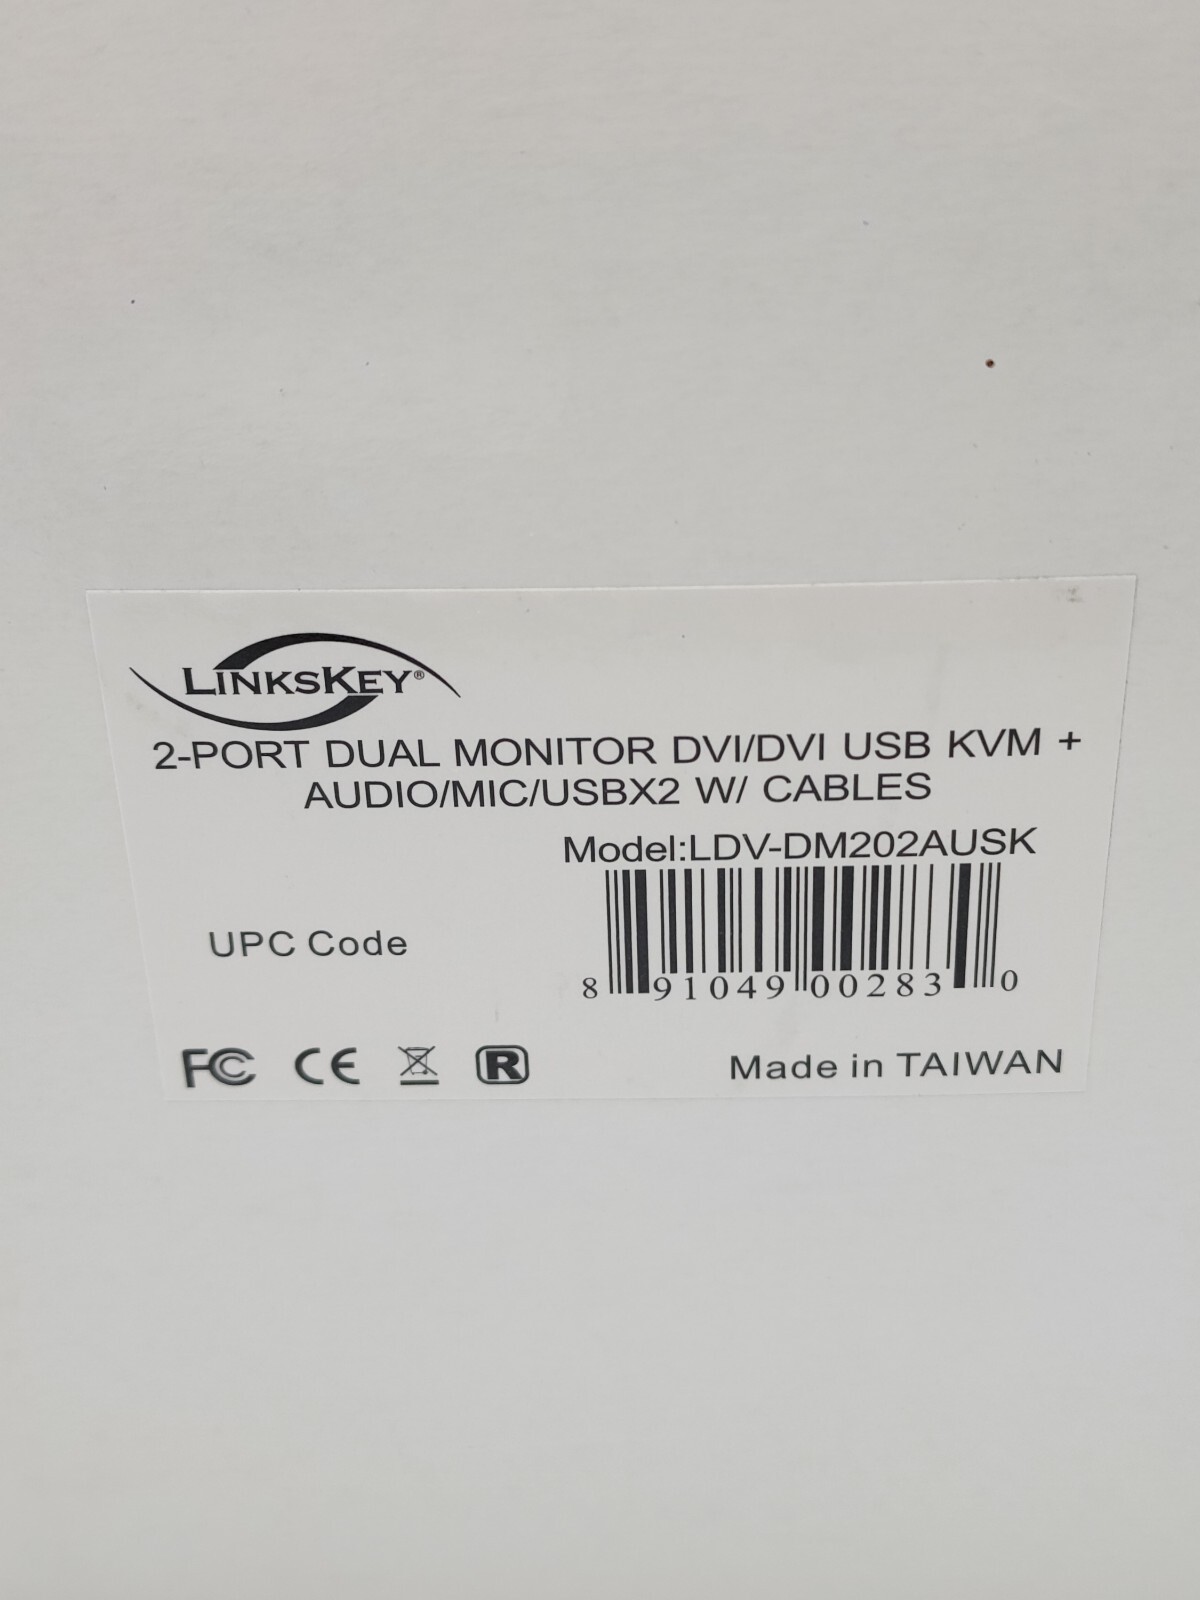 LINKSKEY®
2-PORT DUAL MONITOR DVI/DVI USB KVM +
AUDIO/MIC/USBX2 W/ CABLES
Model:LDV-DM202AUSK
UPC Code
8 91049 00283 0
FC CE R
Made in TAIWAN